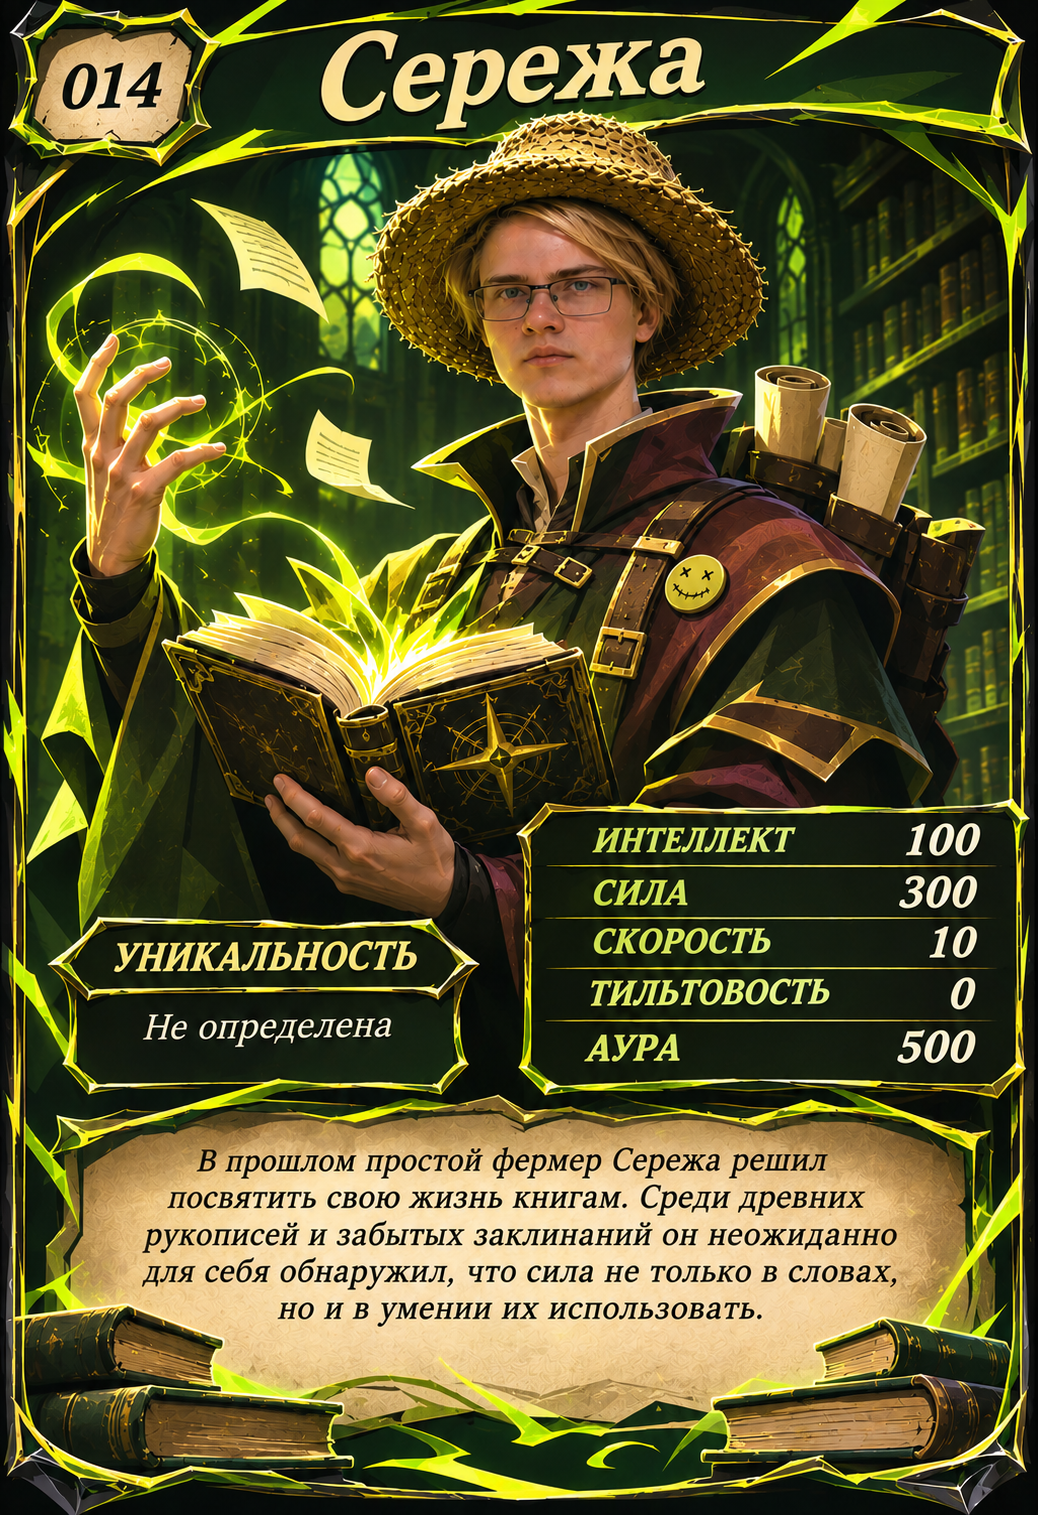 014
Сережа
ИНТЕЛЛЕКТ 100
СИЛА 300
СКОРОСТЬ 10
ТИЛЬТОВОСТЬ 0
АУРА 500
УНИКАЛЬНОСТЬ
Не определена
В прошлом простой фермер Сережа решил
посвятить свою жизнь книгам. Среди древних
рукописей и забытых заклинаний он неожиданно
для себя обнаружил, что сила не только в словах,
но и в умении их использовать.